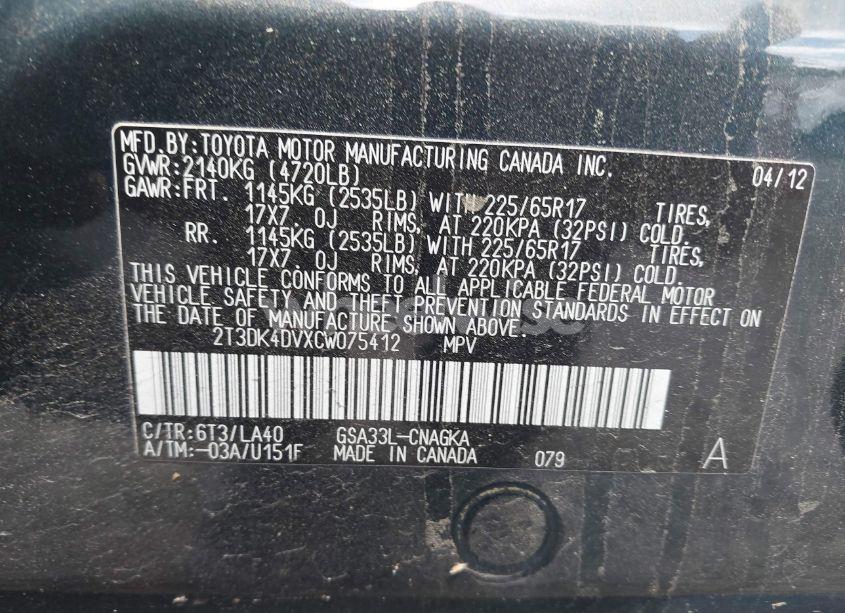 MFD.BY:TOYOTA MOTOR MANUFACTURING CANADA INC. 04/12
GVWR:2140KG (4720LB)
GAWR:FRT. 1145KG (2535LB) WITH 225/65R17 TIRES,
17X7 0J RIMS, AT 220KPA (32PSI) COLD.
RR. 1145KG (2535LB) WITH 225/65R17 TIRES,
17X7 0J RIMS, AT 220KPA (32PSI) COLD.
THIS VEHICLE CONFORMS TO ALL APPLICABLE FEDERAL MOTOR
VEHICLE SAFETY AND THEFT PREVENTION STANDARDS IN EFFECT ON
THE DATE OF MANUFACTURE SHOWN ABOVE.
2T3DK4DVXCW075412 MPV
C/TR:6T3/LA40 GSA33L-CNAGKA
A/TM:-03A/U151F MADE IN CANADA 079 A